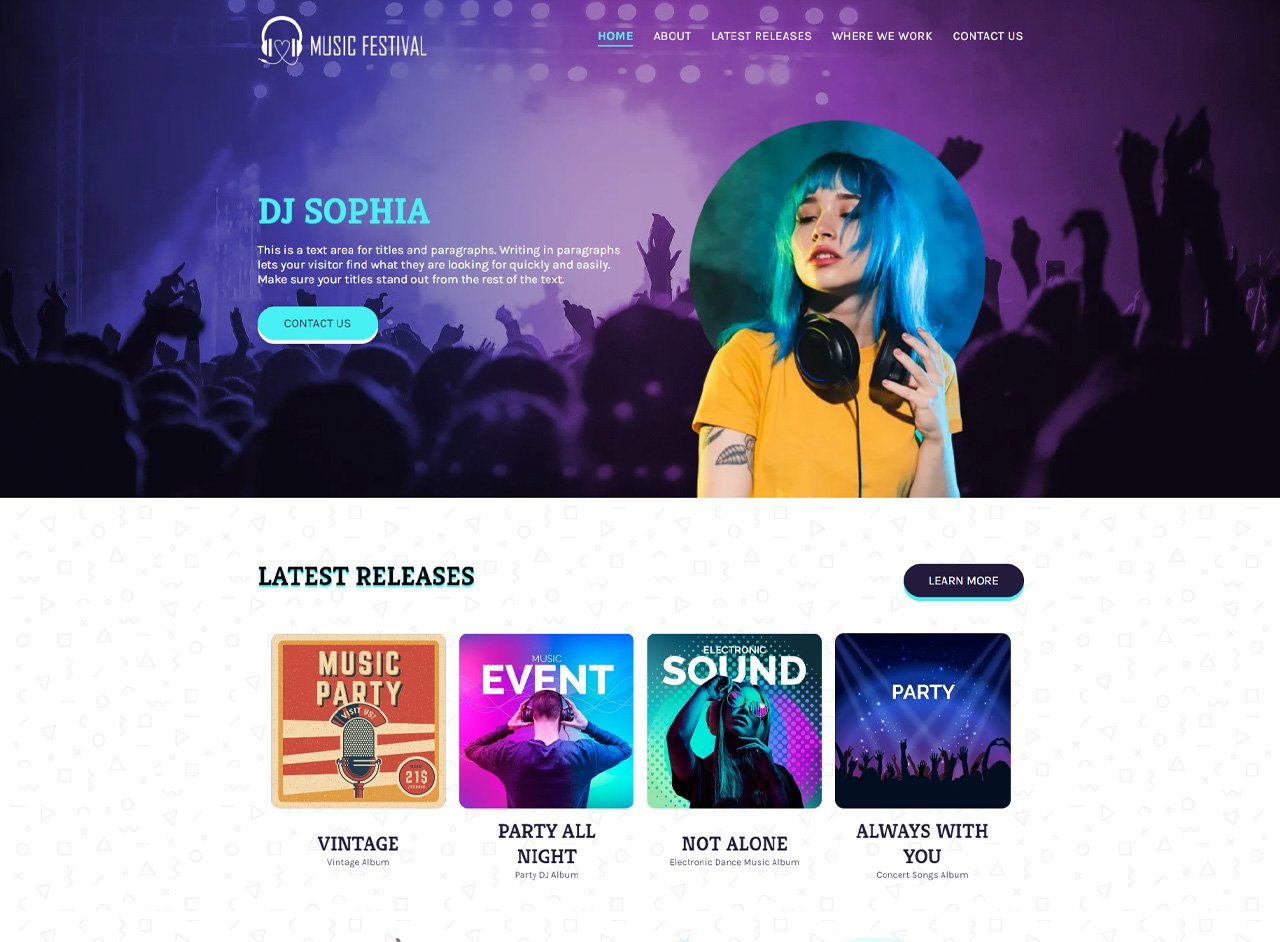 MUSIC FESTIVAL
HOME ABOUT LATEST RELEASES WHERE WE WORK CONTACT US
DJ SOPHIA
This is a text area for titles and paragraphs. Writing in paragraphs
lets your visitor find what they are looking for quickly and easily.
Make sure your titles stand out from the rest of the text.
CONTACT US
LATEST RELEASES
LEARN MORE
MUSIC
PARTY
VISIT US!
21$
MUSIC
EVENT
ELECTRONIC
SOUND
PARTY
VINTAGE
Vintage Album
PARTY ALL
NIGHT
Party DJ Album
NOT ALONE
Electronic Dance Music Album
ALWAYS WITH
YOU
Concert Songs Album